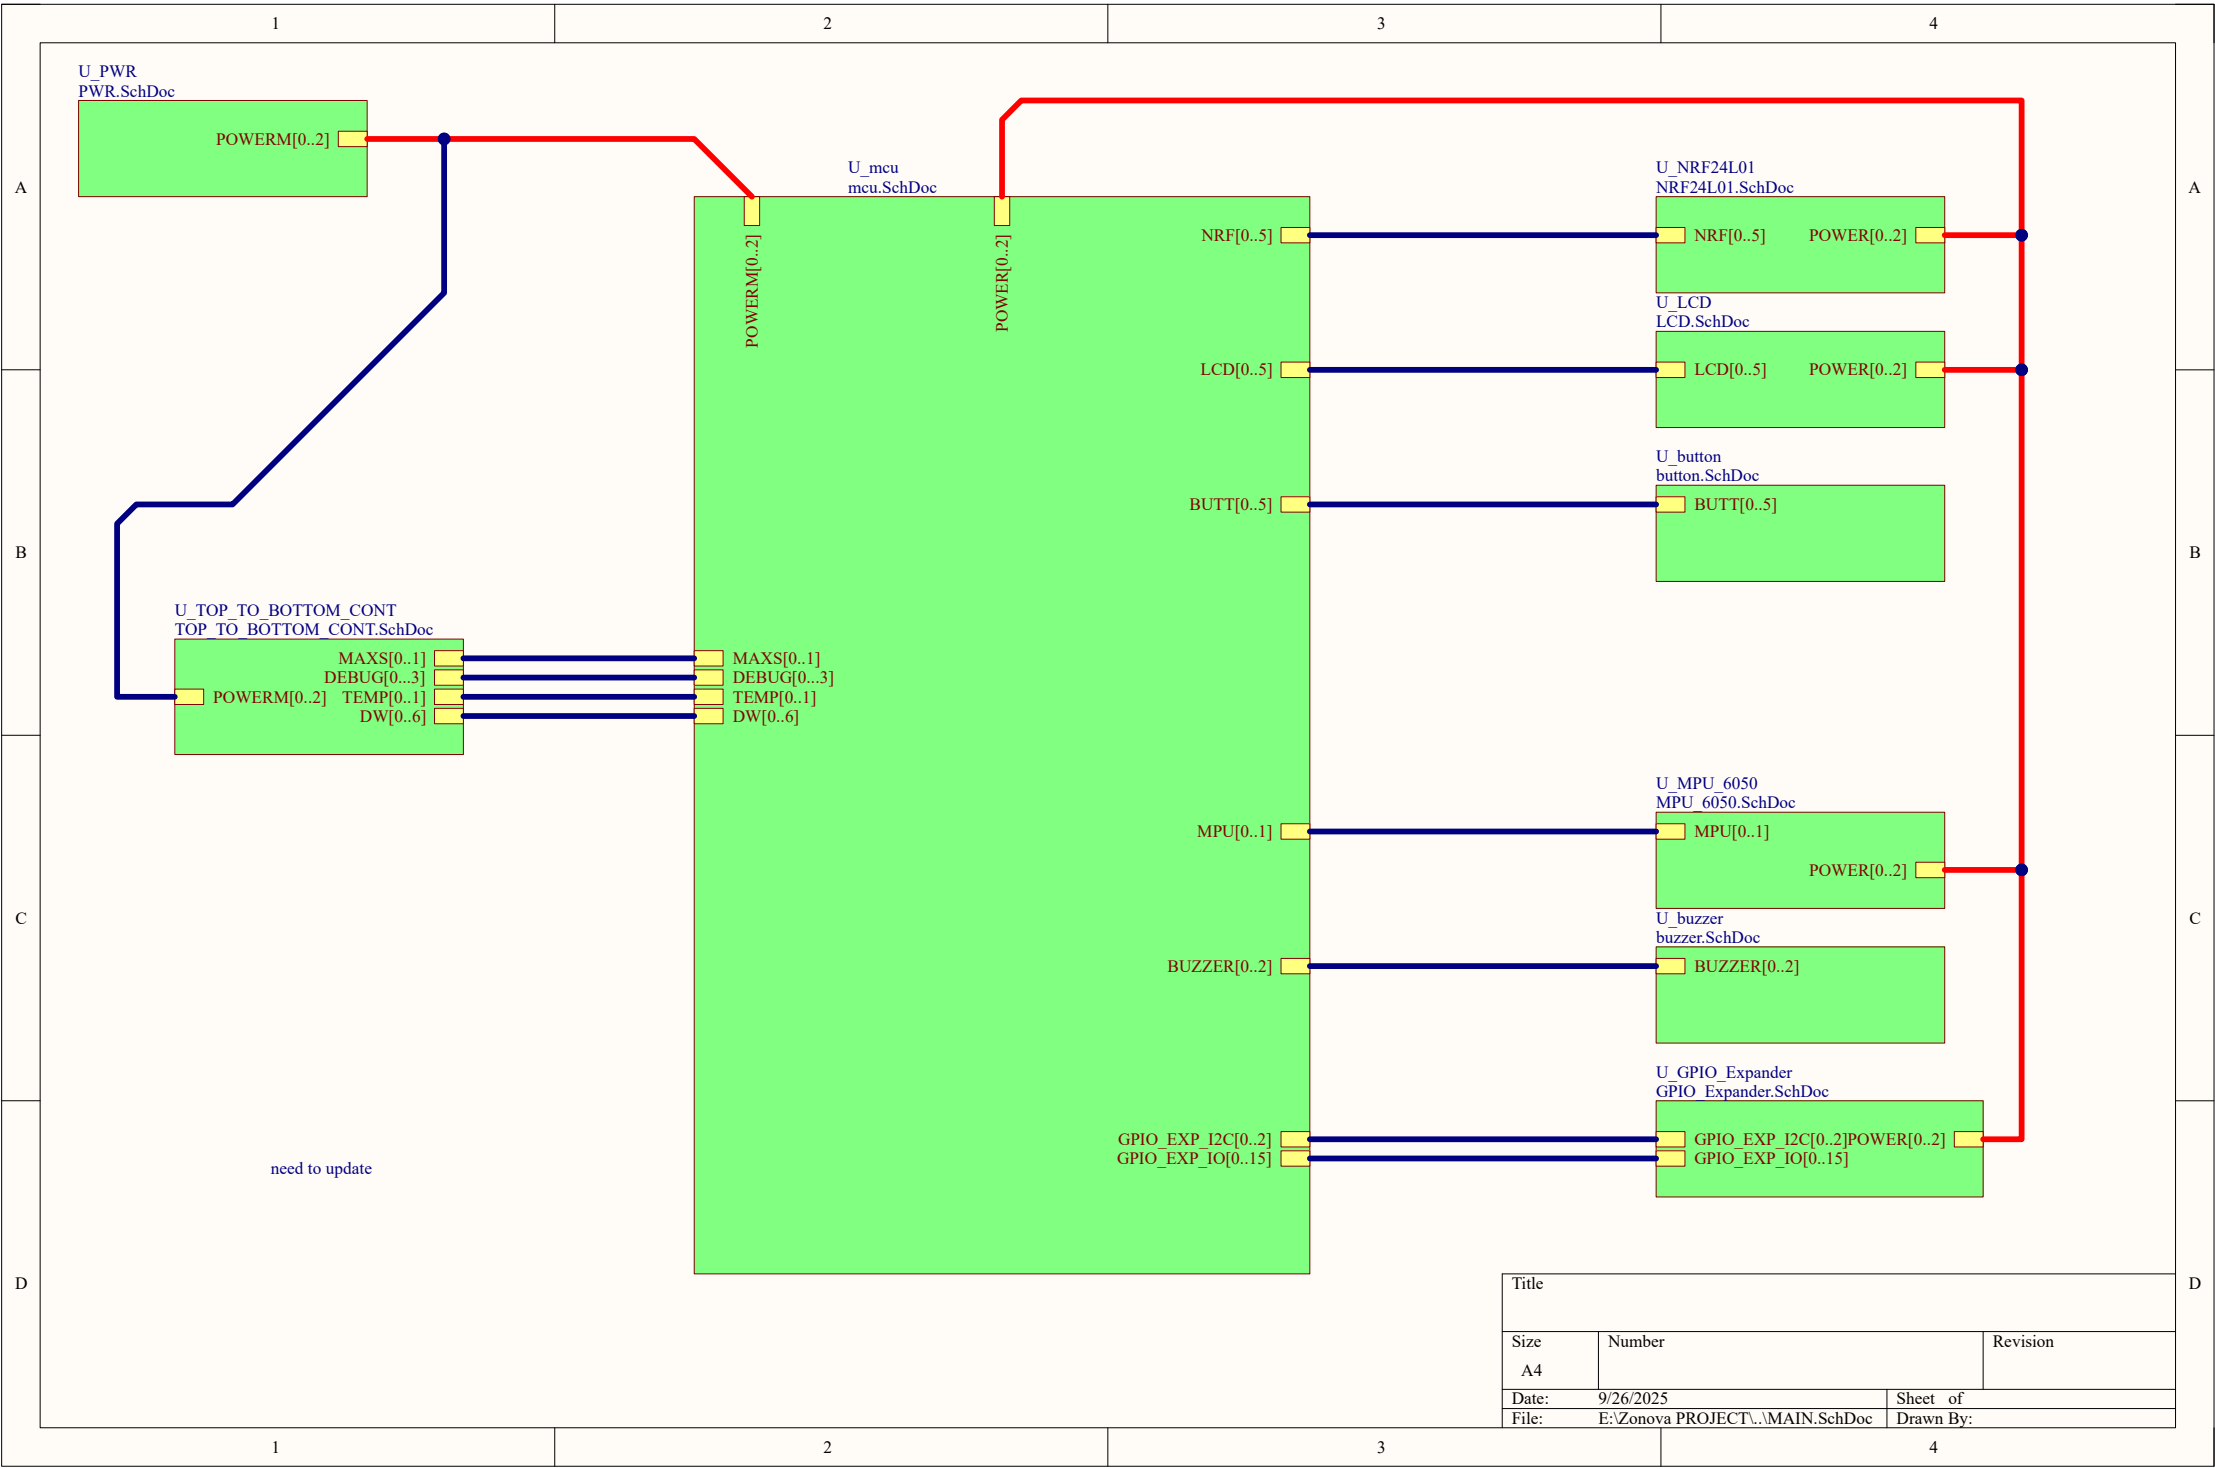 1 2 3 4
U_PWR
PWR.SchDoc
POWERM[0..2]
A
U_TOP_TO_BOTTOM_CONT
TOP_TO_BOTTOM_CONT.SchDoc
MAXS[0..1]
DEBUG[0...3]
POWERM[0..2] TEMP[0..1]
DW[0..6]
B
U_mcu
mcu.SchDoc
POWERM[0..2]
POWER[0..2]
NRF[0..5]
LCD[0..5]
BUTT[0..5]
MAXS[0..1]
DEBUG[0...3]
TEMP[0..1]
DW[0..6]
MPU[0..1]
BUZZER[0..2]
GPIO_EXP_I2C[0..2]
GPIO_EXP_IO[0..15]
U_NRF24L01
NRF24L01.SchDoc
NRF[0..5] POWER[0..2]
A
U_LCD
LCD.SchDoc
LCD[0..5] POWER[0..2]
U_button
button.SchDoc
BUTT[0..5]
B
U_MPU_6050
MPU_6050.SchDoc
MPU[0..1]
POWER[0..2]
C
C
U_buzzer
buzzer.SchDoc
BUZZER[0..2]
U_GPIO_Expander
GPIO_Expander.SchDoc
GPIO_EXP_I2C[0..2]POWER[0..2]
GPIO_EXP_IO[0..15]
need to update
D
D
Title
Size Number Revision
A4
Date: 9/26/2025 Sheet of
File: E:\Zonova PROJECT\..\MAIN.SchDoc Drawn By:
1 2 3 4